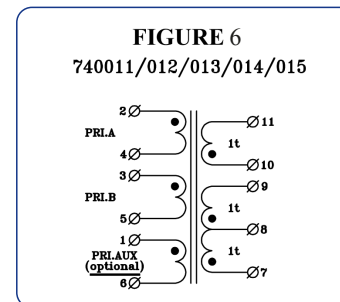 FIGURE 6
740011/012/013/014/015
2
11
PRI.A
1t
4
10
3
9
PRI.B
1t
5
8
1
PRI.AUX
1t
(optional)
7
6